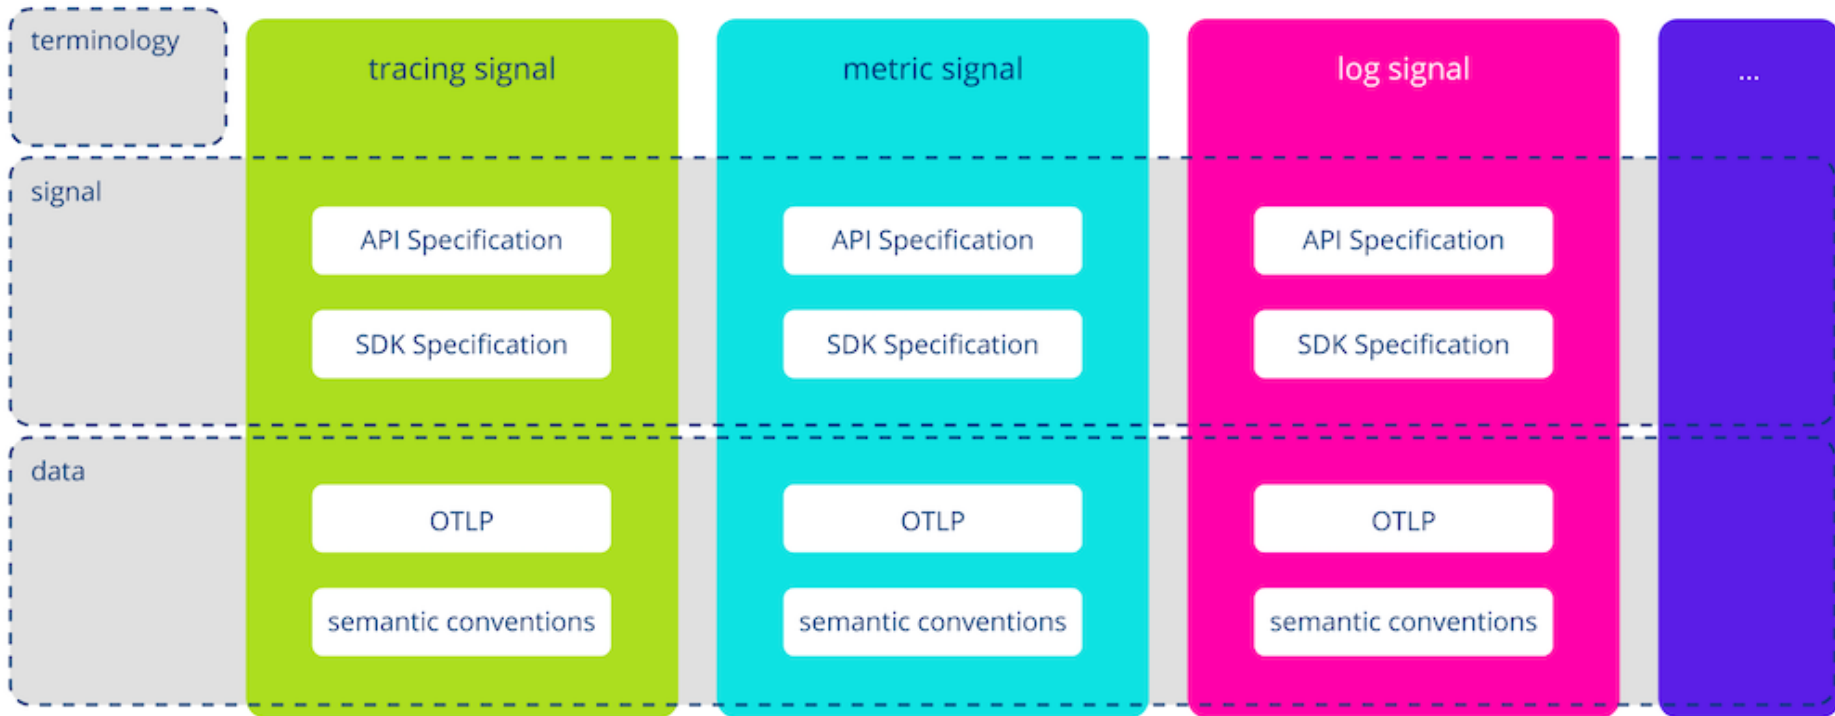 terminology
tracing signal
metric signal
log signal
...
signal
API Specification
API Specification
API Specification
SDK Specification
SDK Specification
SDK Specification
data
OTLP
OTLP
OTLP
semantic conventions
semantic conventions
semantic conventions